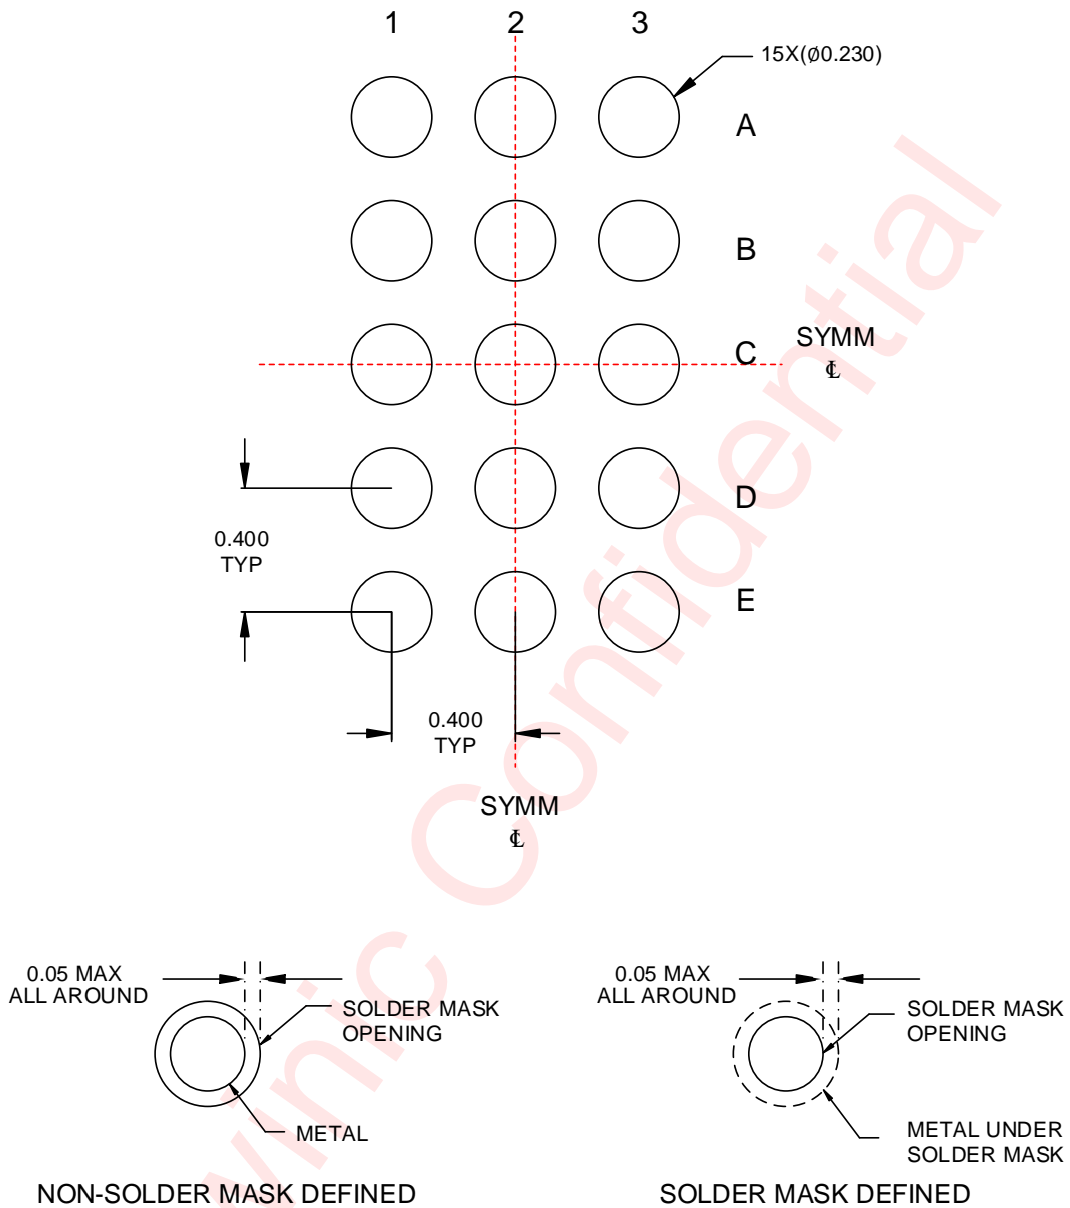 1 2 3
15X(Ø0.230)
A
B
C
SYMM
℄
D
0.400
TYP
E
0.400
TYP
SYMM
℄
0.05 MAX
ALL AROUND
SOLDER MASK
OPENING
METAL
NON-SOLDER MASK DEFINED
0.05 MAX
ALL AROUND
SOLDER MASK
OPENING
METAL UNDER
SOLDER MASK
SOLDER MASK DEFINED
winic Confidential